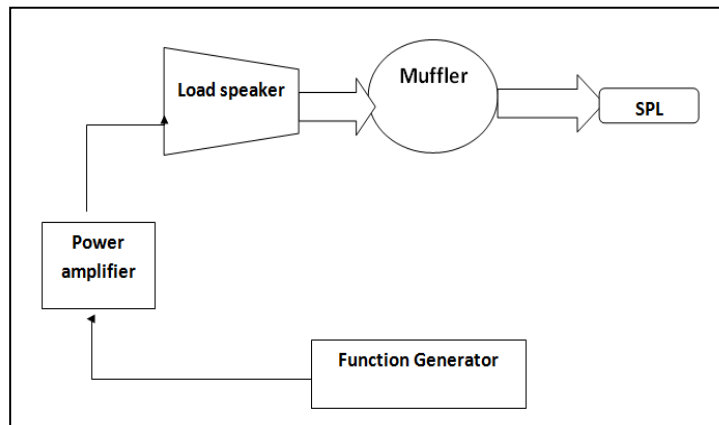 Load speaker
Muffler
SPL
Power
amplifier
Function Generator